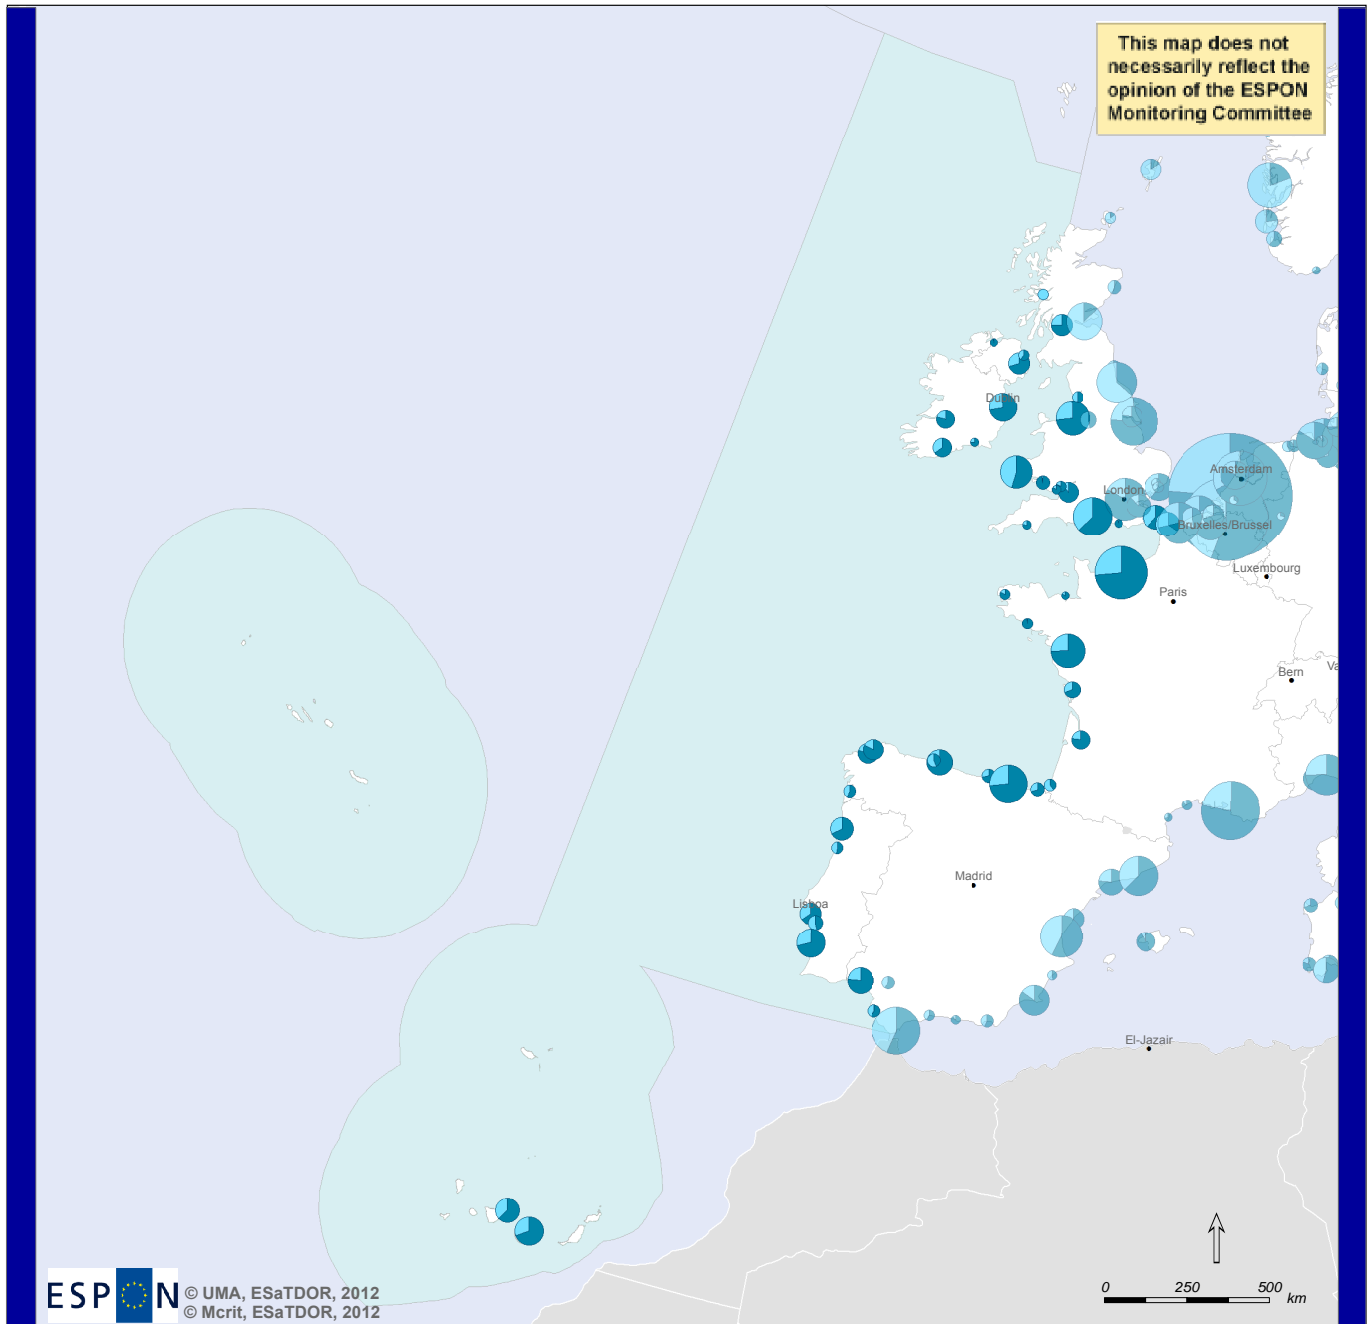 This map does not
necessarily reflect the
opinion of the ESPON
Monitoring Committee
Dublin
Amsterdam
London
Bruxelles/Brussel
Luxembourg
Paris
Bern
Va
Madrid
Lisboa
El-Jazair
0 250 500 km
ESPON
© UMA, ESaTDOR, 2012
© Mcrit, ESaTDOR, 2012